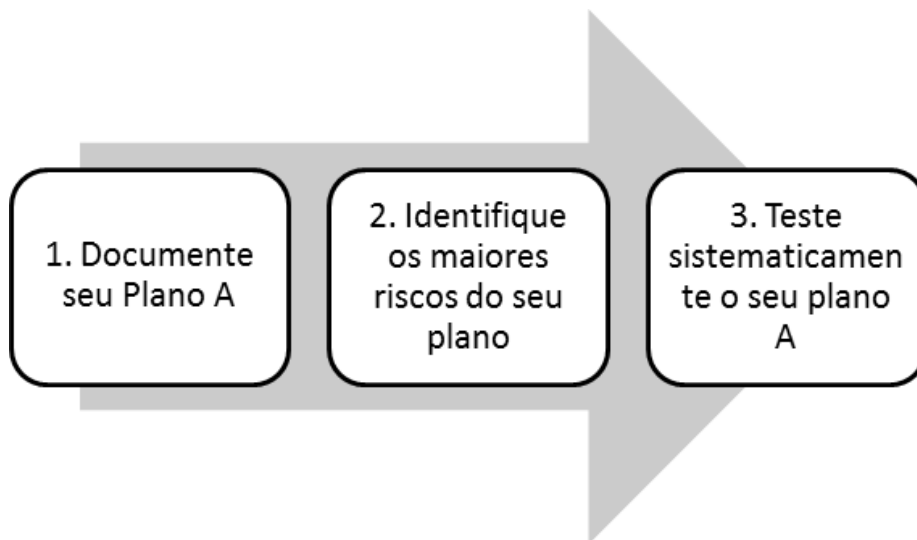 1. Documente
seu Plano A
2. Identifique
os maiores
riscos do seu
plano
3. Teste
sistematicamen
te o seu plano
A